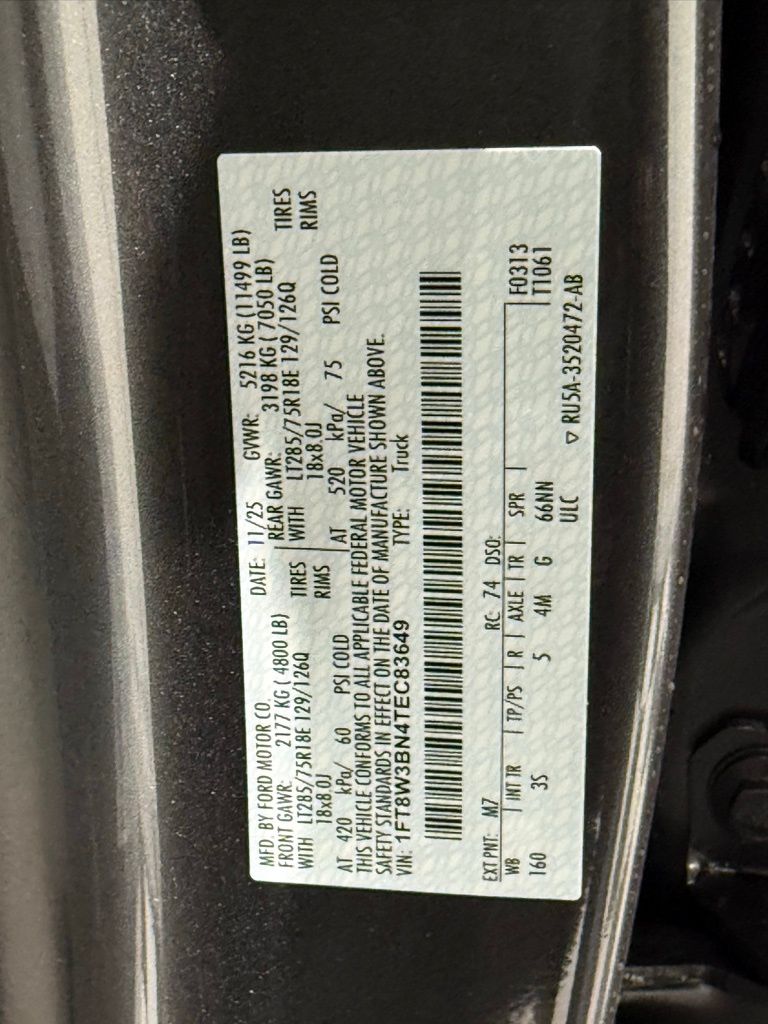 MFD. BY FORD MOTOR CO.
DATE: 11/25 GVWR: 5216 KG (11499 LB)
FRONT GAWR: 2177 KG ( 4800 LB) REAR GAWR: 3198 KG ( 7050 LB)
WITH LT285/75R18E 129/126Q TIRES WITH LT285/75R18E 129/126Q TIRES
18x8.0J RIMS 18x8.0J RIMS
AT 420 kPa/ 60 PSI COLD AT 520 kPa/ 75 PSI COLD
THIS VEHICLE CONFORMS TO ALL APPLICABLE FEDERAL MOTOR VEHICLE
SAFETY STANDARDS IN EFFECT ON THE DATE OF MANUFACTURE SHOWN ABOVE.
VIN: 1FT8W3BN4TEC83649 TYPE: Truck
EXT PNT: M7 RC: 74 DSO: F0313
WB INT TR TP/PS R AXLE TR SPR T1061
160 3S 5 4M G 66NN
ULC ▽ RU5A-3520472-AB